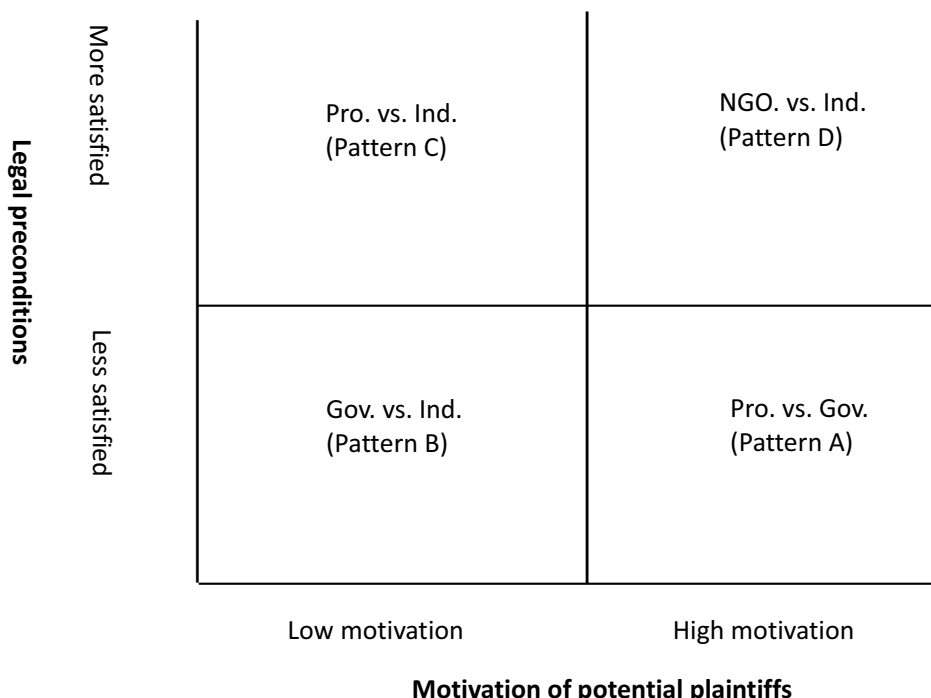 Legal preconditions
More satisfied
Less satisfied
Pro. vs. Ind.
(Pattern C)
NGO. vs. Ind.
(Pattern D)
Gov. vs. Ind.
(Pattern B)
Pro. vs. Gov.
(Pattern A)
Low motivation
High motivation
Motivation of potential plaintiffs